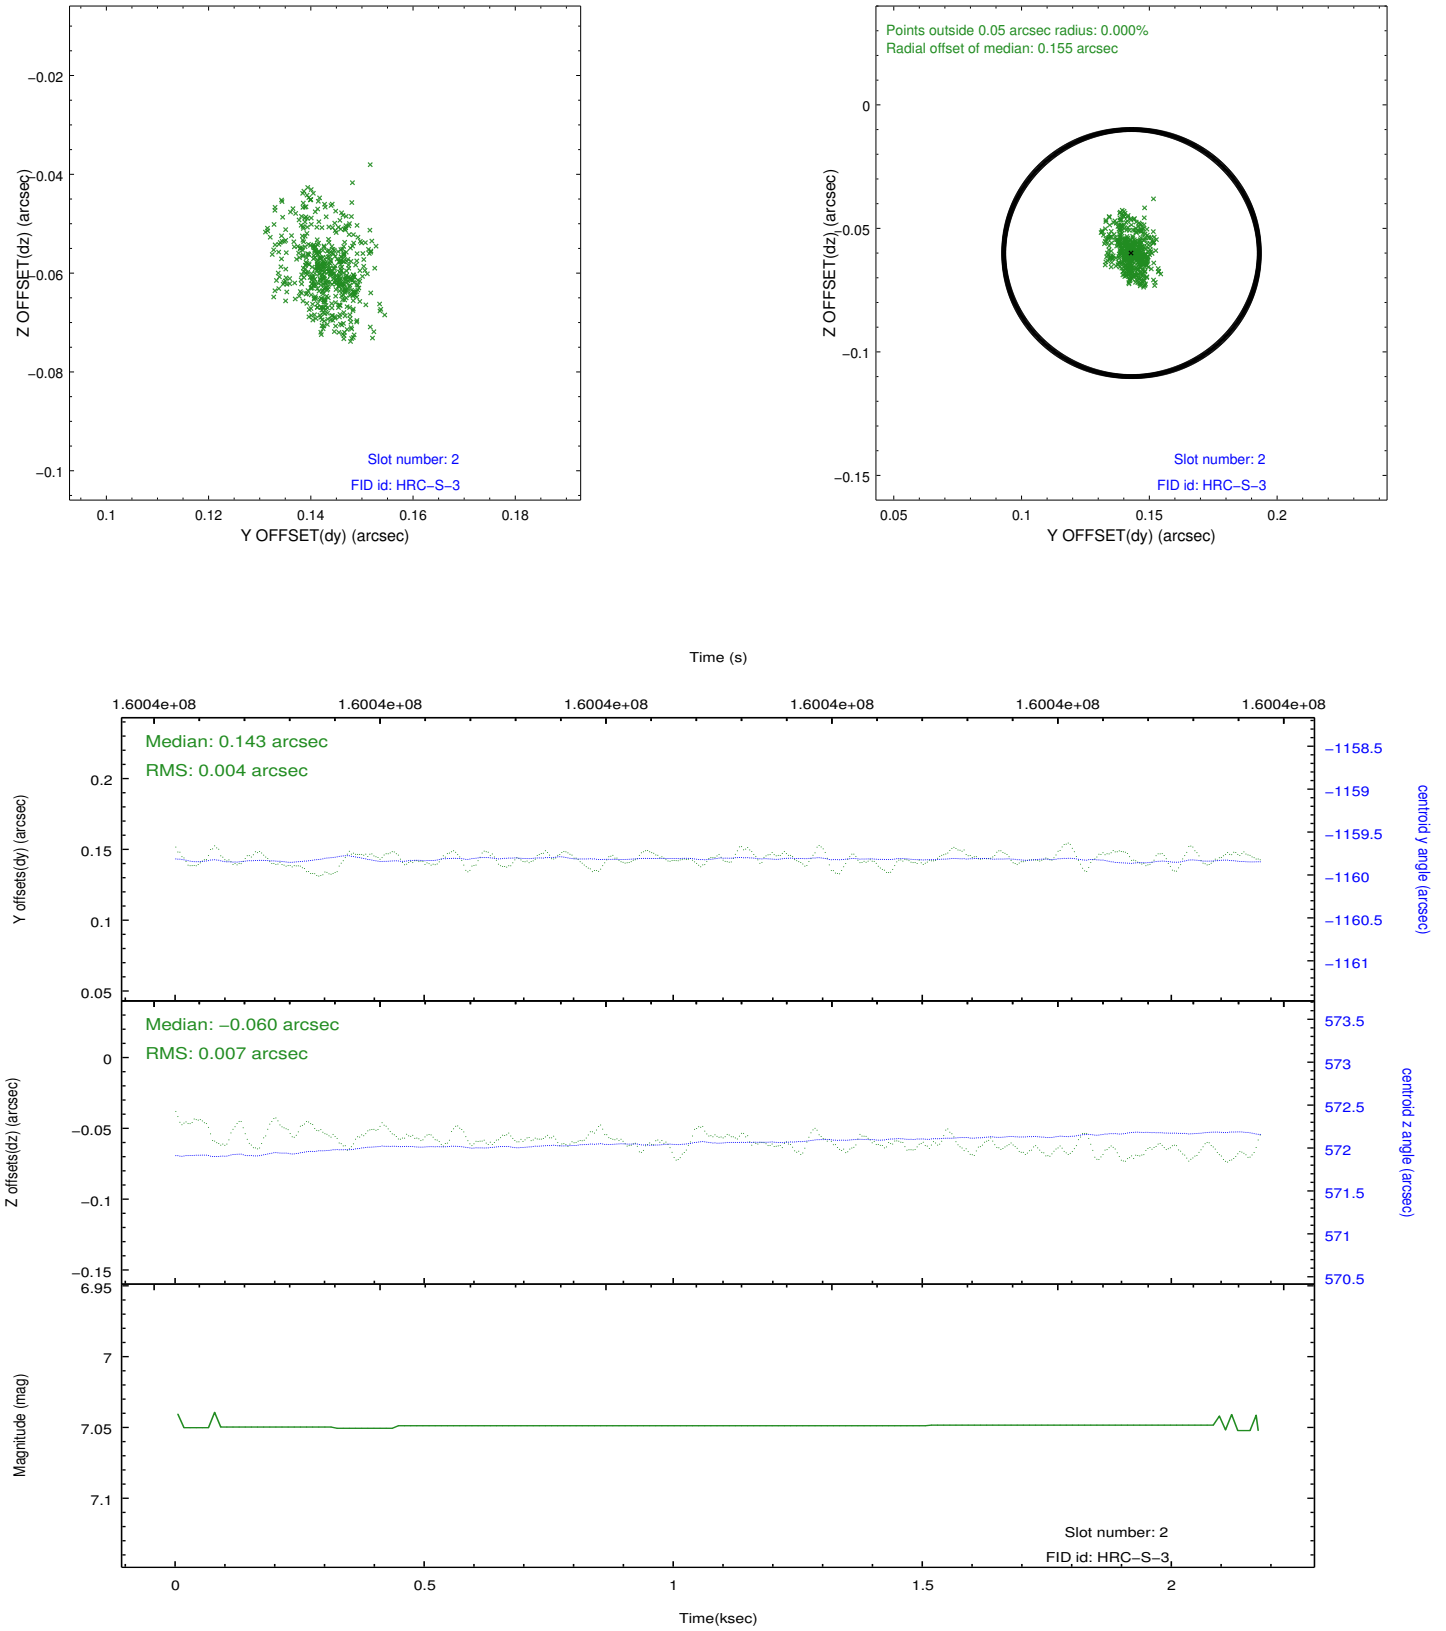 −0.02
−0.04
−0.06
−0.08
−0.1
Z OFFSET(dz) (arcsec)
0.1
0.12
0.14
0.16
0.18
Y OFFSET(dy) (arcsec)
Slot number: 2
FID id: HRC−S−3
Points outside 0.05 arcsec radius: 0.000%
Radial offset of median: 0.155 arcsec
0
−0.05
−0.1
−0.15
Z OFFSET(dz) (arcsec)
0.05
0.1
0.15
0.2
Y OFFSET(dy) (arcsec)
Slot number: 2
FID id: HRC−S−3
Time (s)
1.6004e+08
1.6004e+08
1.6004e+08
1.6004e+08
1.6004e+08
1.6004e+08
Median: 0.143 arcsec
RMS: 0.004 arcsec
0.2
0.15
0.1
0.05
Y offsets(dy) (arcsec)
−1158.5
−1159
−1159.5
−1160
−1160.5
−1161
centroid y angle (arcsec)
Median: −0.060 arcsec
RMS: 0.007 arcsec
0
−0.05
−0.1
−0.15
Z offsets(dz) (arcsec)
573.5
573
572.5
572
571.5
571
570.5
centroid z angle (arcsec)
6.95
7
7.05
7.1
Magnitude (mag)
Slot number: 2
FID id: HRC−S−3
0
0.5
1
1.5
2
Time(ksec)